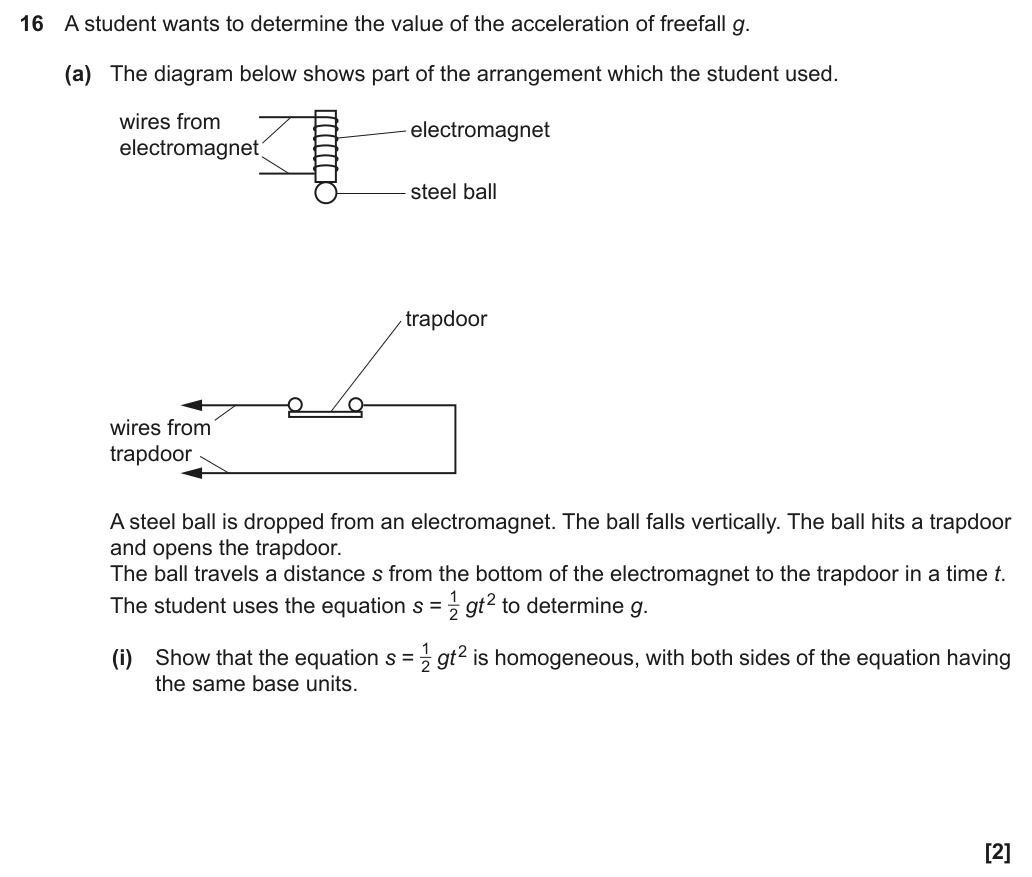 16 A student wants to determine the value of the acceleration of freefall g.
(a) The diagram below shows part of the arrangement which the student used.
wires from
electromagnet
electromagnet
steel ball
trapdoor
wires from
trapdoor
A steel ball is dropped from an electromagnet. The ball falls vertically. The ball hits a trapdoor
and opens the trapdoor.
The ball travels a distance s from the bottom of the electromagnet to the trapdoor in a time t.
The student uses the equation s = ½ gt² to determine g.
(i) Show that the equation s = ½ gt² is homogeneous, with both sides of the equation having
the same base units.
[2]